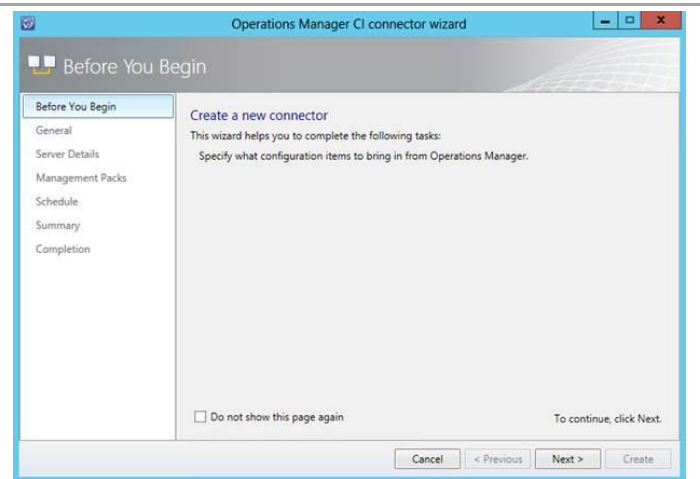 Operations Manager CI connector wizard
Before You Begin
Before You Begin
General
Server Details
Management Packs
Schedule
Summary
Completion
Create a new connector
This wizard helps you to complete the following tasks:
Specify what configuration items to bring in from Operations Manager.
Do not show this page again
To continue, click Next.
Cancel
< Previous
Next >
Create